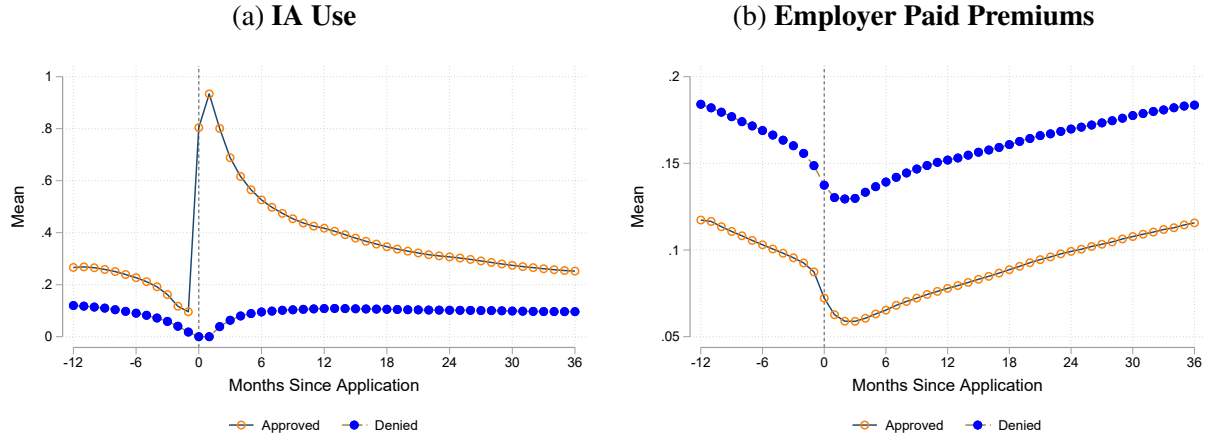 (a) IA Use
1
.8
.6
.4
.2
0
Mean
-12 -6 0 6 12 18 24 30 36
Months Since Application
Approved Denied
(b) Employer Paid Premiums
.2
.15
.1
.05
Mean
-12 -6 0 6 12 18 24 30 36
Months Since Application
Approved Denied